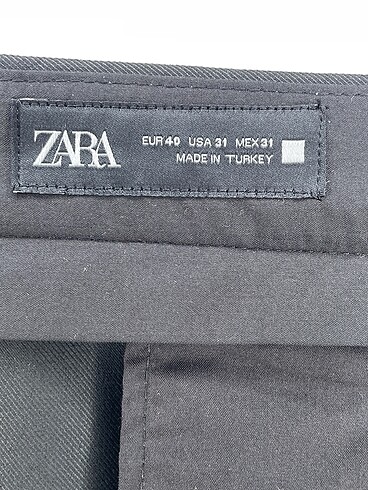 ZARA
EUR 40 USA 31 MEX 31
MADE IN TURKEY